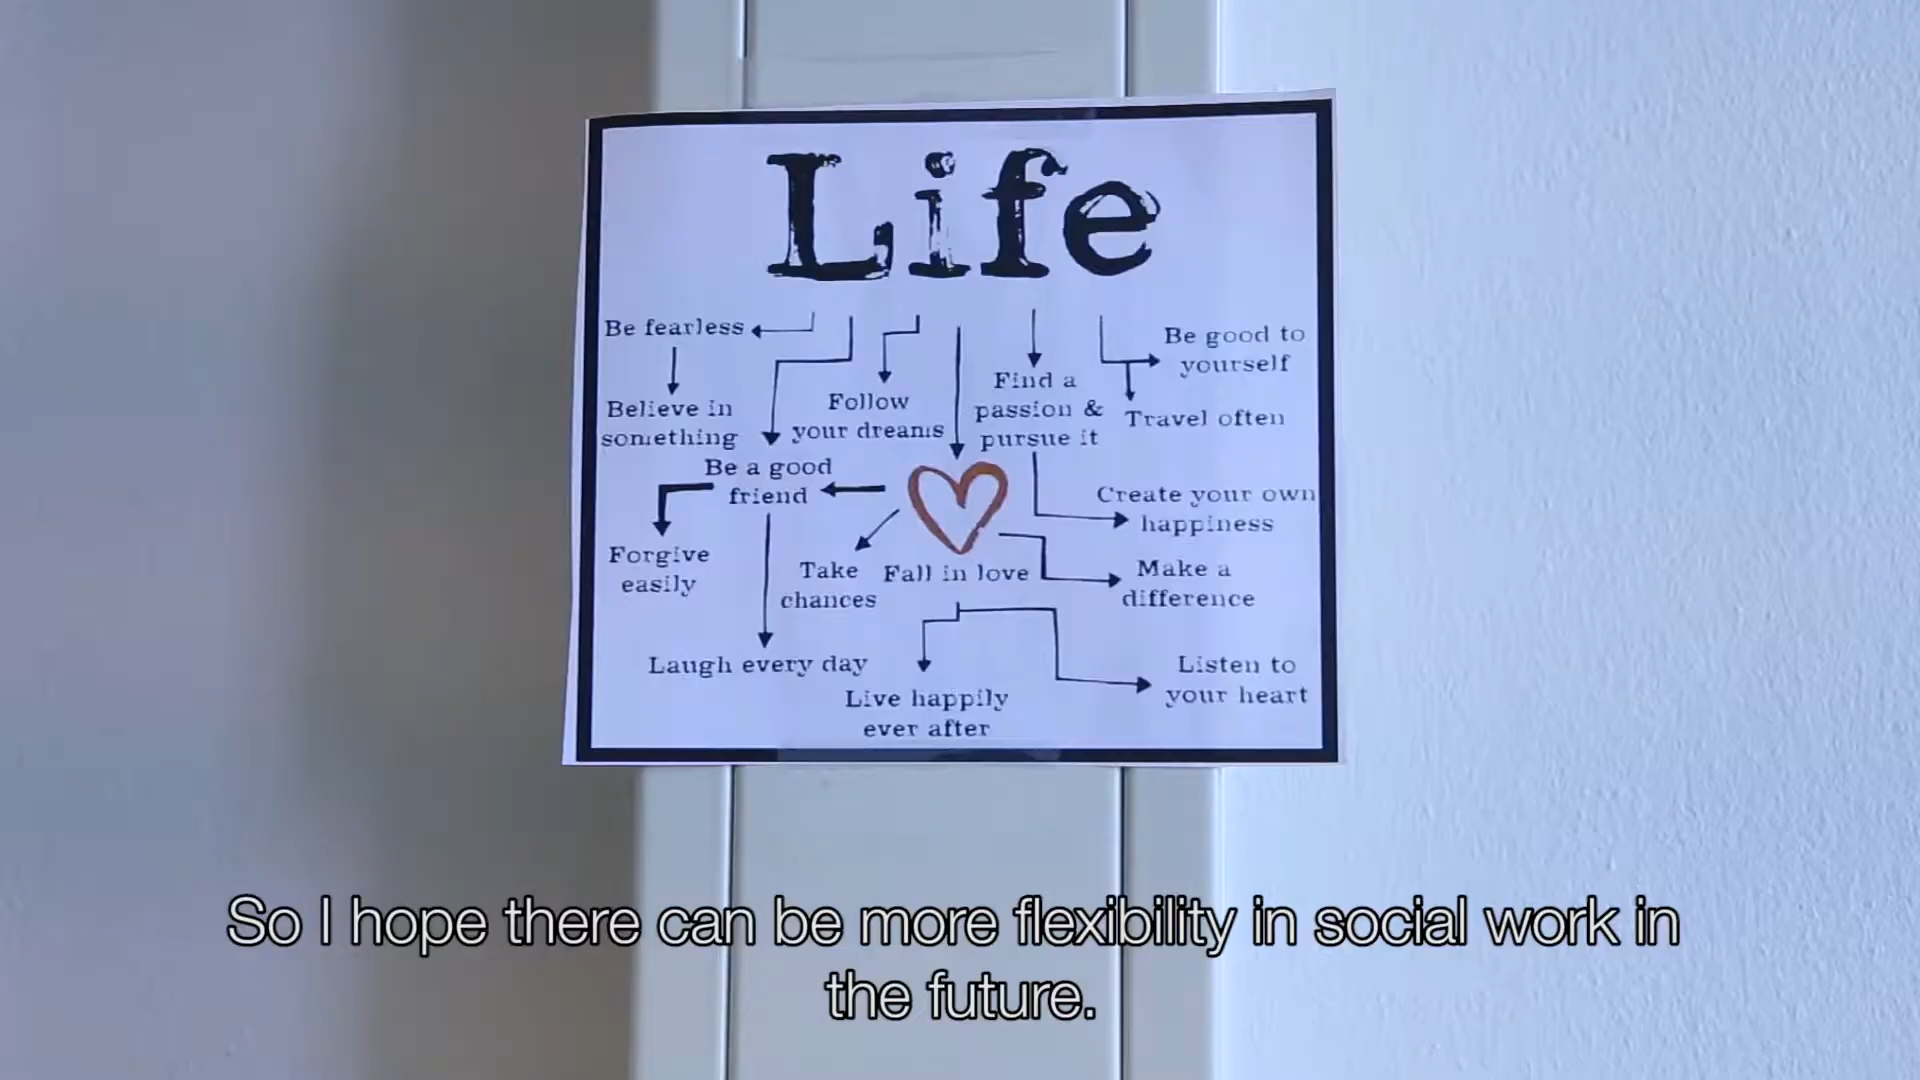 Life
Be fearless
Be good to
yourself
Find a
passion &
pursue it
Follow
your dreams
Believe in
something
Travel often
Be a good
friend
Create your own
happiness
Forgive
easily
Take
chances
Fall in love
Make a
difference
Laugh every day
Listen to
your heart
Live happily
ever after
So I hope there can be more flexibility in social work in
the future.